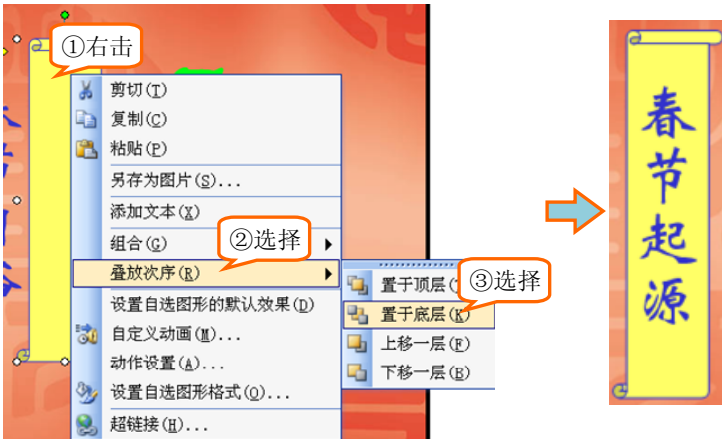 ①右击
剪切(T)
复制(C)
粘贴(P)
另存为图片(S)...
添加文本(X)
组合(G)
②选择
叠放次序(R)
设置自选图形的默认效果(D)
自定义动画(M)...
动作设置(A)...
设置自选图形格式(O)...
超链接(H)...
置于顶层(
③选择
置于底层(K)
上移一层(F)
下移一层(B)
春节起源